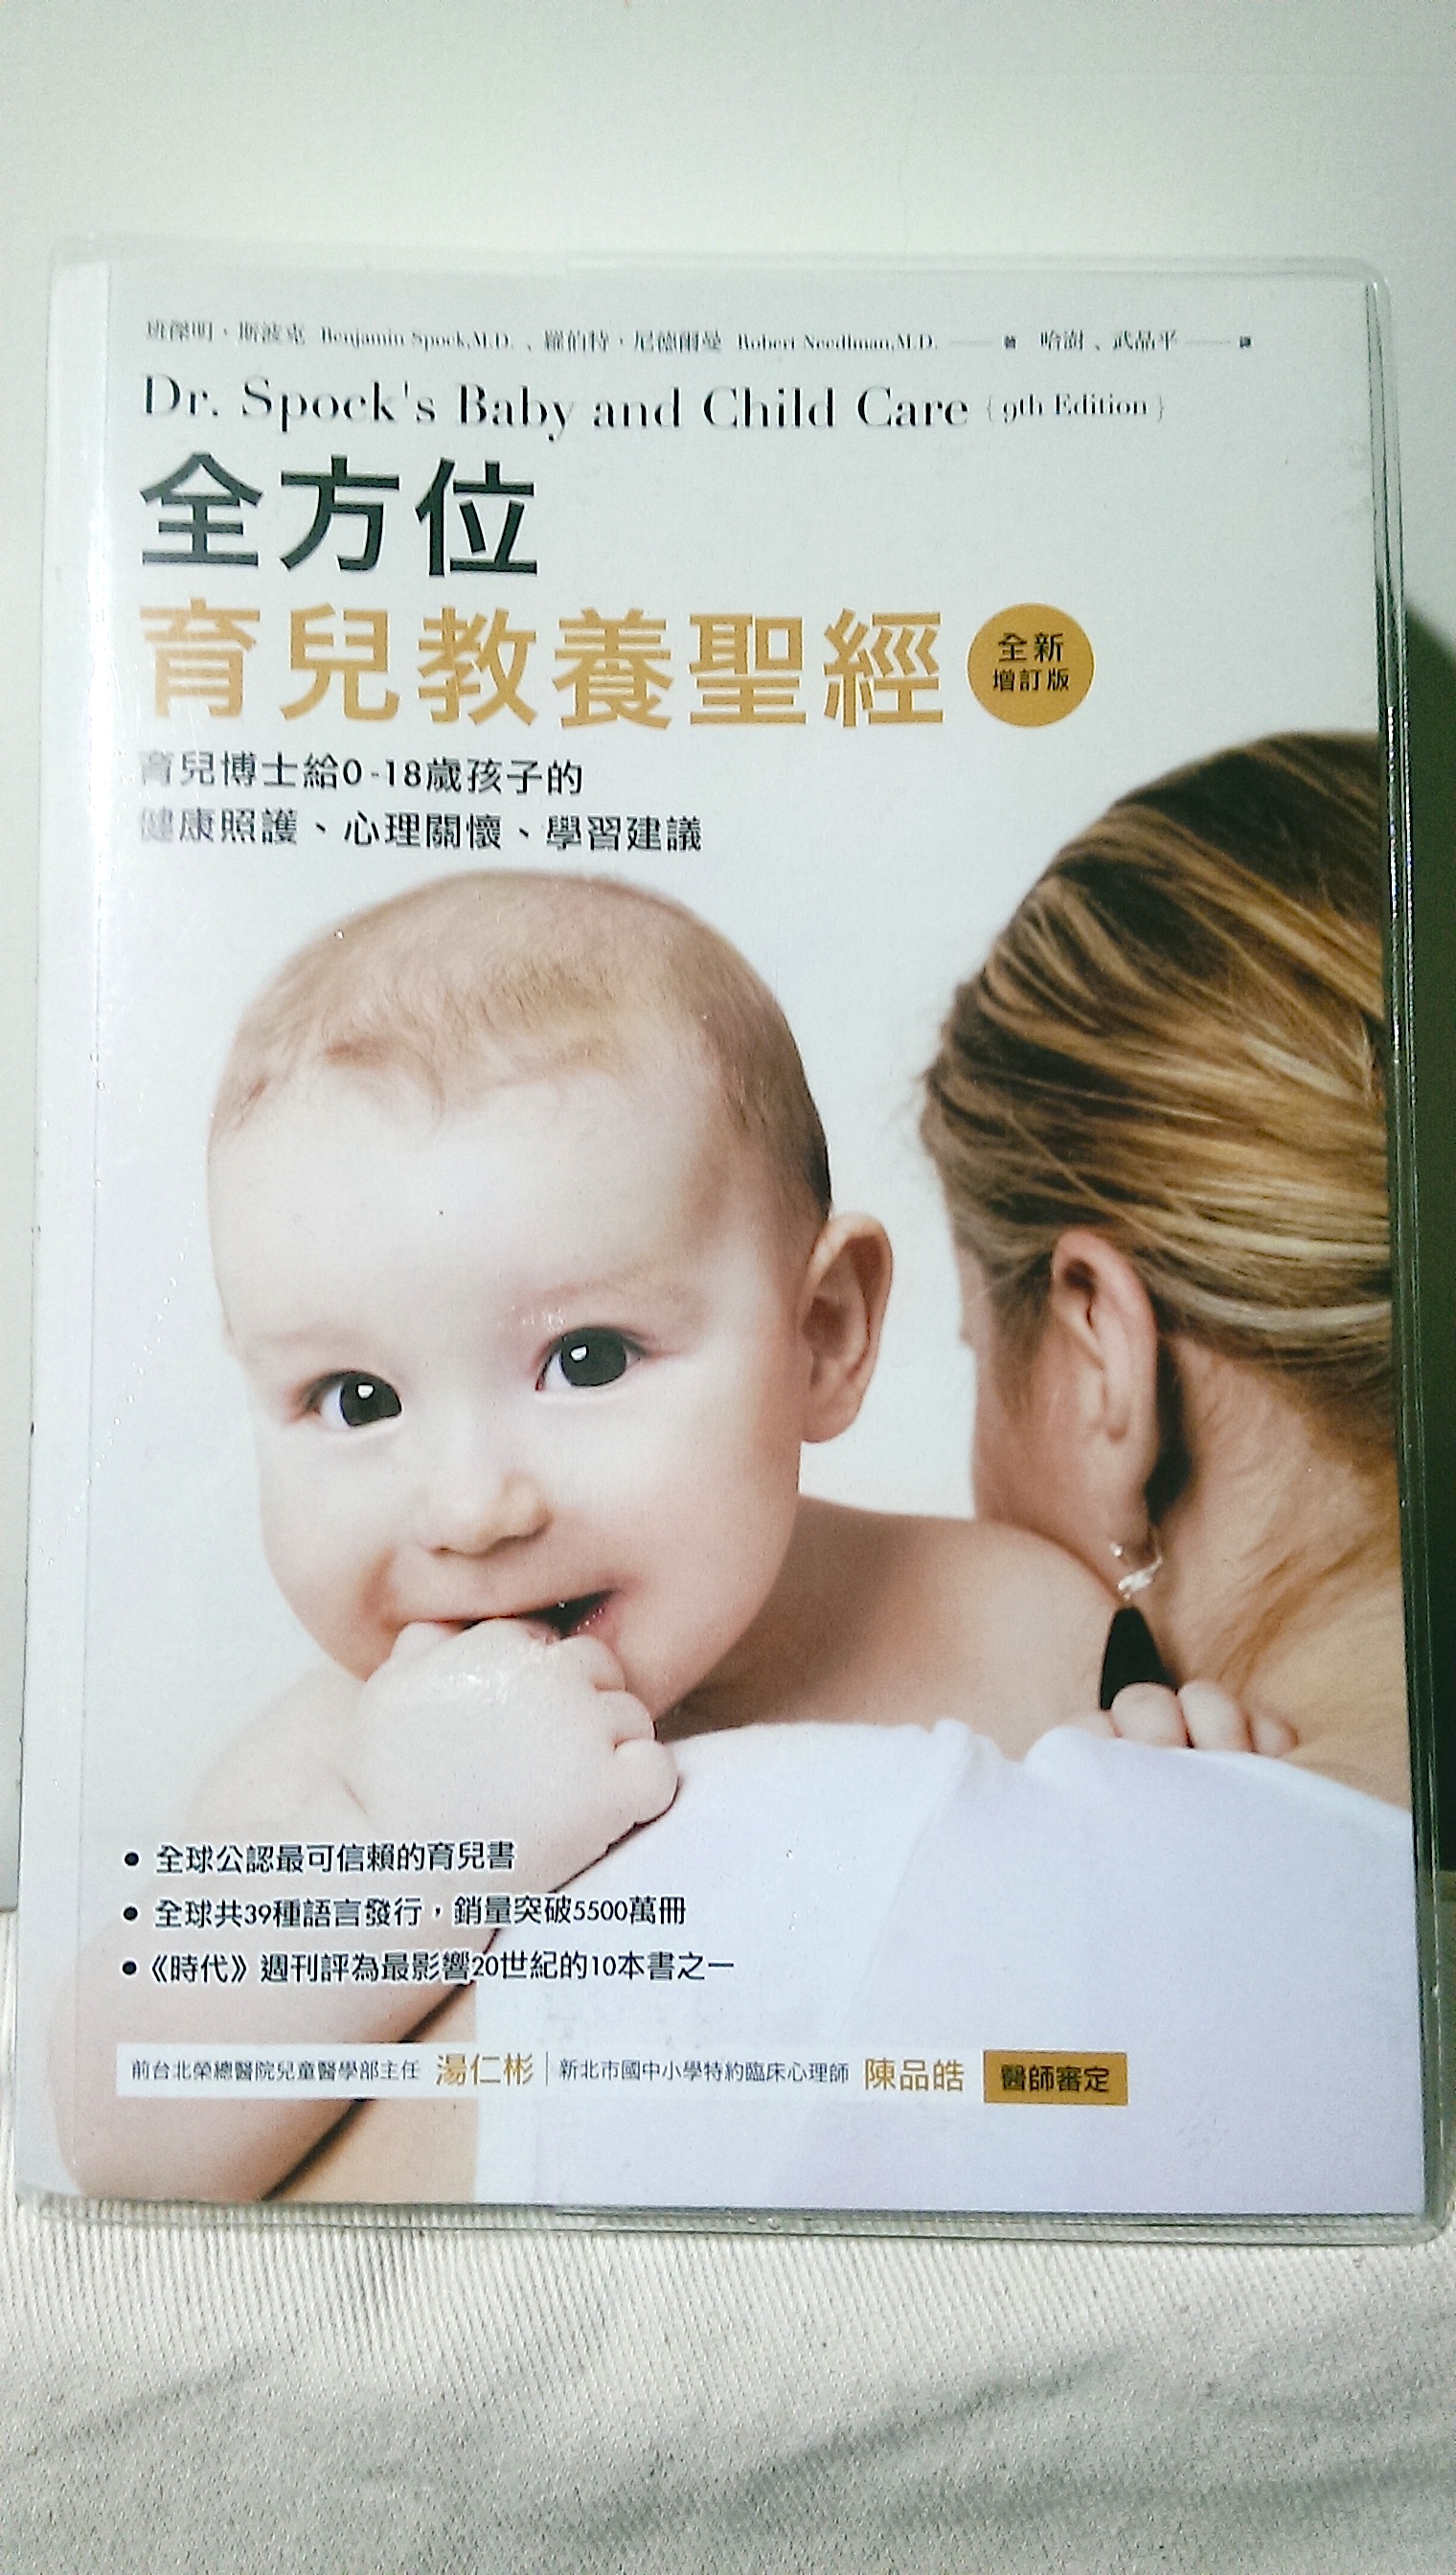 班傑明・斯波克 Benjamin Spock,M.D.、羅伯特・尼德爾曼 Robert Needlman,M.D. —— 著 哈澍、武晶平 —— 譯
Dr. Spock's Baby and Child Care { 9th Edition }
全方位
育兒教養聖經
全新
增訂版
育兒博士給0-18歲孩子的
健康照護、心理關懷、學習建議
● 全球公認最可信賴的育兒書
● 全球共39種語言發行，銷量突破5500萬冊
● 《時代》週刊評為最影響20世紀的10本書之一
前台北榮總醫院兒童醫學部主任 湯仁彬｜新北市國中小學特約臨床心理師 陳品皓 醫師審定